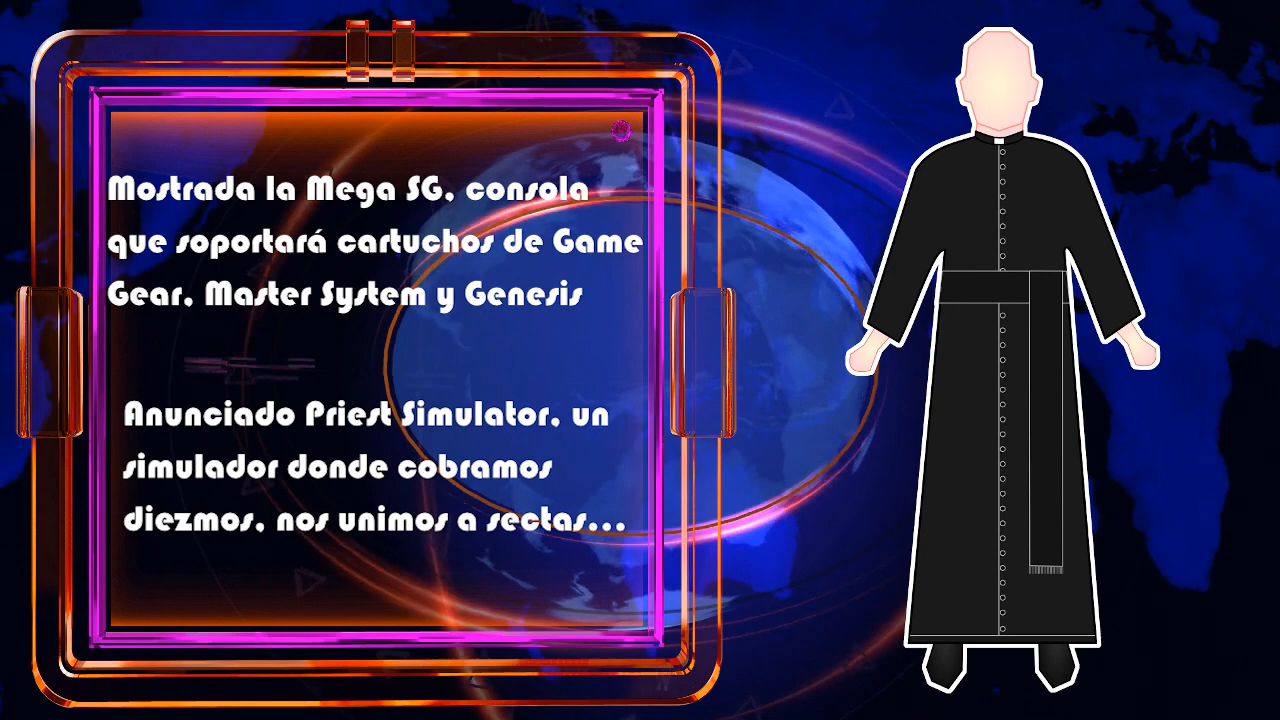 Mostrada la Mega SG, consola
que soportará cartuchos de Game
Gear, Master System y Genesis
Anunciado Priest Simulator, un
simulador donde cobramos
diezmos, nos unimos a sectas...